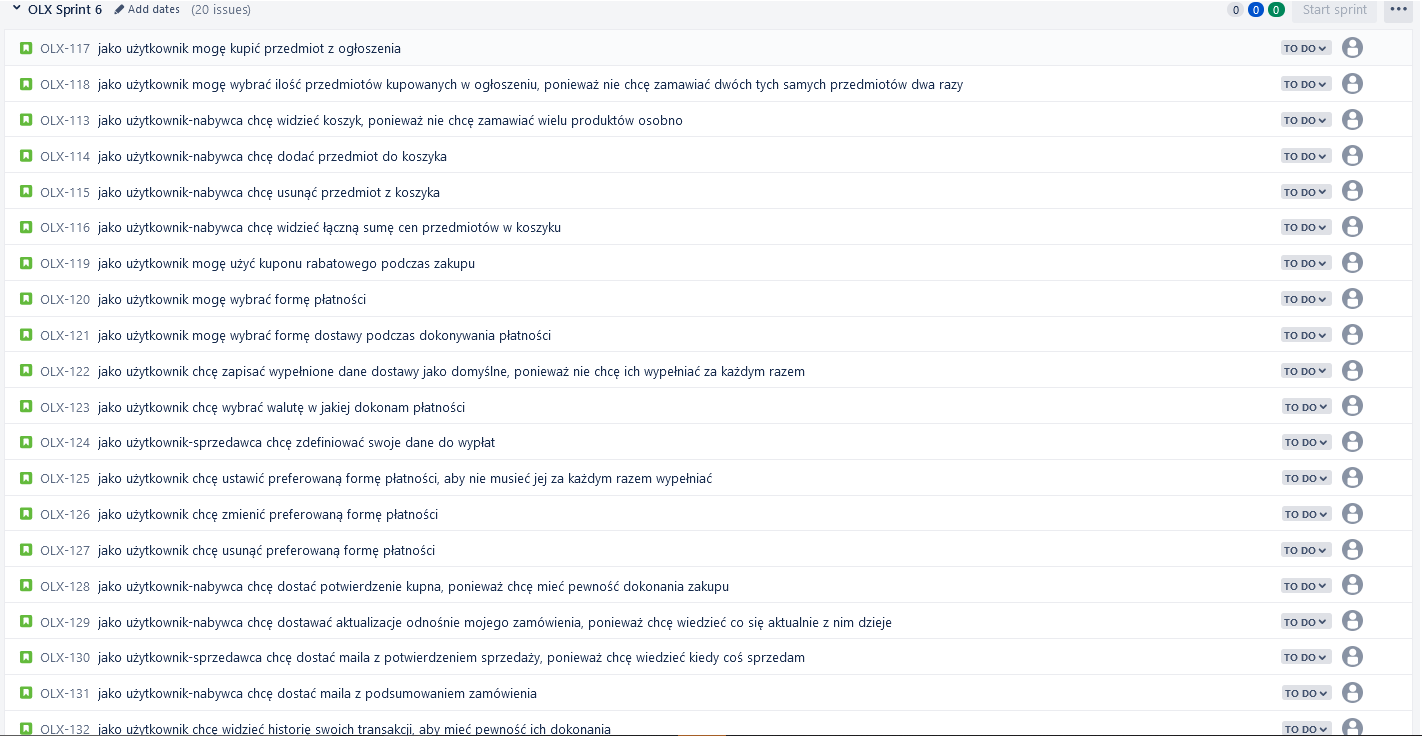 OLX Sprint 6 Add dates (20 issues) 0 0 0 Start sprint
OLX-117 jako użytkownik mogę kupić przedmiot z ogłoszenia TO DO
OLX-118 jako użytkownik mogę wybrać ilość przedmiotów kupowanych w ogłoszeniu, ponieważ nie chcę zamawiać dwóch tych samych przedmiotów dwa razy TO DO
OLX-113 jako użytkownik-nabywca chcę widzieć koszyk, ponieważ nie chcę zamawiać wielu produktów osobno TO DO
OLX-114 jako użytkownik-nabywca chcę dodać przedmiot do koszyka TO DO
OLX-115 jako użytkownik-nabywca chcę usunąć przedmiot z koszyka TO DO
OLX-116 jako użytkownik-nabywca chcę widzieć łączną sumę cen przedmiotów w koszyku TO DO
OLX-119 jako użytkownik mogę użyć kuponu rabatowego podczas zakupu TO DO
OLX-120 jako użytkownik mogę wybrać formę płatności TO DO
OLX-121 jako użytkownik mogę wybrać formę dostawy podczas dokonywania płatności TO DO
OLX-122 jako użytkownik chcę zapisać wypełnione dane dostawy jako domyślne, ponieważ nie chcę ich wypełniać za każdym razem TO DO
OLX-123 jako użytkownik chcę wybrać walutę w jakiej dokonam płatności TO DO
OLX-124 jako użytkownik-sprzedawca chcę zdefiniować swoje dane do wypłat TO DO
OLX-125 jako użytkownik chcę ustawić preferowaną formę płatności, aby nie musieć jej za każdym razem wypełniać TO DO
OLX-126 jako użytkownik chcę zmienić preferowaną formę płatności TO DO
OLX-127 jako użytkownik chcę usunąć preferowaną formę płatności TO DO
OLX-128 jako użytkownik-nabywca chcę dostać potwierdzenie kupna, ponieważ chcę mieć pewność dokonania zakupu TO DO
OLX-129 jako użytkownik-nabywca chcę dostawać aktualizacje odnośnie mojego zamówienia, ponieważ chcę wiedzieć co się aktualnie z nim dzieje TO DO
OLX-130 jako użytkownik-sprzedawca chcę dostać maila z potwierdzeniem sprzedaży, ponieważ chcę wiedzieć kiedy coś sprzedam TO DO
OLX-131 jako użytkownik-nabywca chcę dostać maila z podsumowaniem zamówienia TO DO
OLX-132 jako użytkownik chcę widzieć historię swoich transakcji, aby mieć pewność ich dokonania TO DO